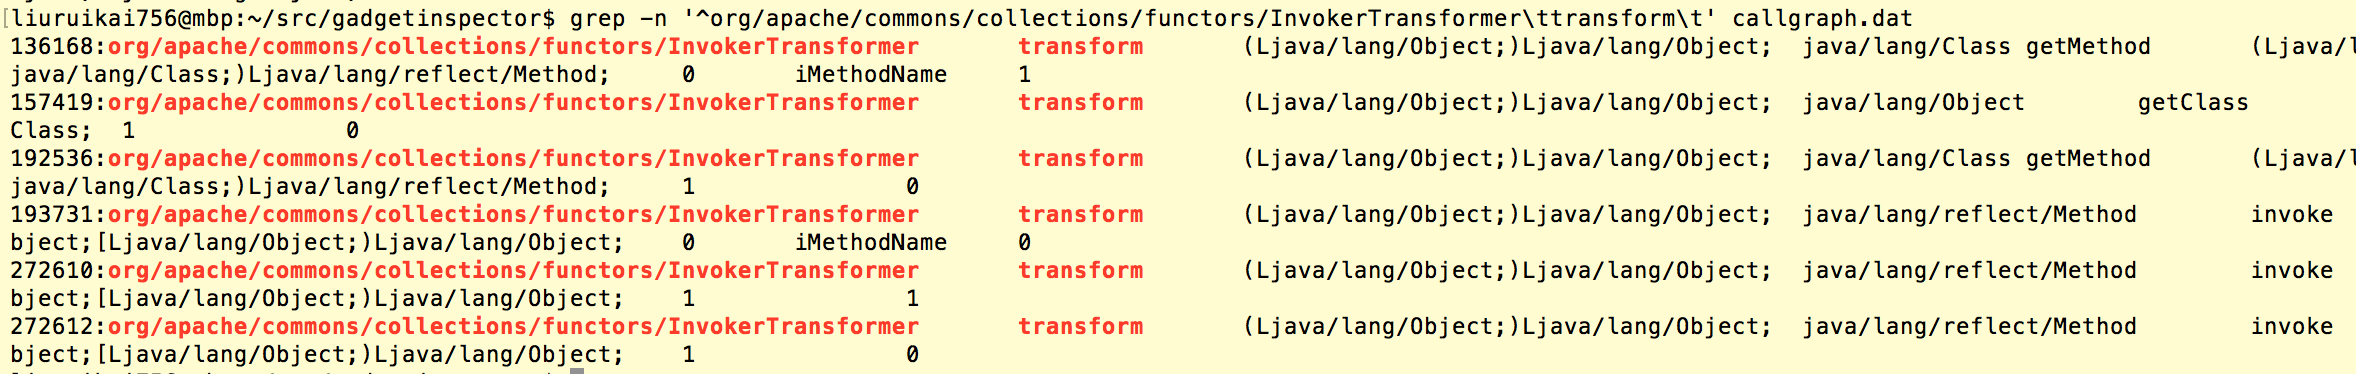 [liuruikai756@mbp:~/src/gadgetinspector$ grep -n '^org/apache/commons/collections/functors/InvokerTransformer\ttransform\t' callgraph.dat
136168:org/apache/commons/collections/functors/InvokerTransformer transform (Ljava/lang/Object;)Ljava/lang/Object; java/lang/Class getMethod (Ljava/l
java/lang/Class;)Ljava/lang/reflect/Method; 0 iMethodName 1
157419:org/apache/commons/collections/functors/InvokerTransformer transform (Ljava/lang/Object;)Ljava/lang/Object; java/lang/Object getClass
Class; 1 0
192536:org/apache/commons/collections/functors/InvokerTransformer transform (Ljava/lang/Object;)Ljava/lang/Object; java/lang/Class getMethod (Ljava/l
java/lang/Class;)Ljava/lang/reflect/Method; 1 0
193731:org/apache/commons/collections/functors/InvokerTransformer transform (Ljava/lang/Object;)Ljava/lang/Object; java/lang/reflect/Method invoke
bject;[Ljava/lang/Object;)Ljava/lang/Object; 0 iMethodName 0
272610:org/apache/commons/collections/functors/InvokerTransformer transform (Ljava/lang/Object;)Ljava/lang/Object; java/lang/reflect/Method invoke
bject;[Ljava/lang/Object;)Ljava/lang/Object; 1 1
272612:org/apache/commons/collections/functors/InvokerTransformer transform (Ljava/lang/Object;)Ljava/lang/Object; java/lang/reflect/Method invoke
bject;[Ljava/lang/Object;)Ljava/lang/Object; 1 0